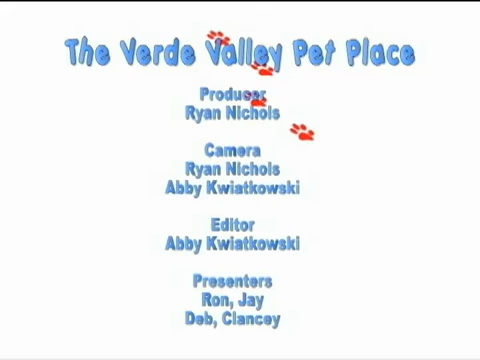 The Verde Valley Pet Place
Producer
Ryan Nichols
Camera
Ryan Nichols
Abby Kwiatkowski
Editor
Abby Kwiatkowski
Presenters
Ron, Jay
Deb, Clancey